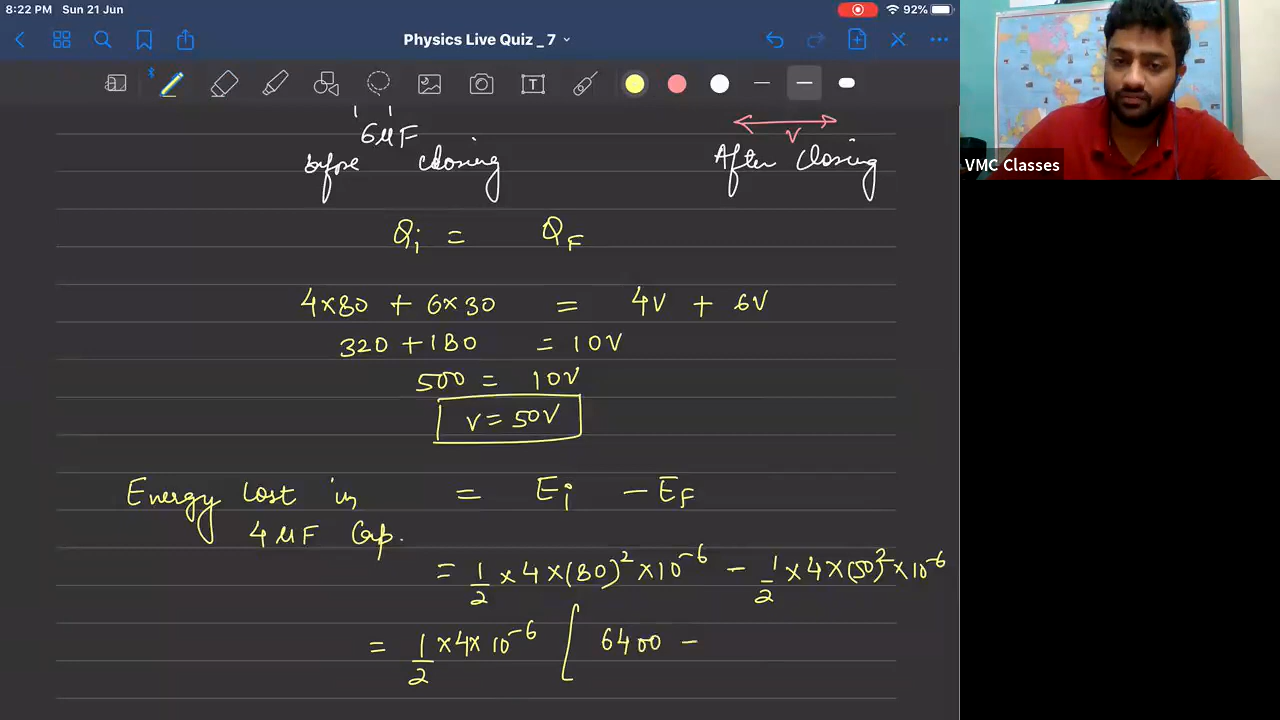 8:22 PM Sun 21 Jun
92%
Physics Live Quiz _ 7
T
6μF
before closing
V
After closing
VMC Classes
Qi = QF
4×80 + 6×30 = 4V + 6V
320 + 180 = 10V
500 = 10V
V = 50V
Energy Lost in = Ei - EF
4 μF Cap.
= 1/2 × 4 × (80)² × 10⁻⁶ - 1/2 × 4 × (50)² × 10⁻⁶
= 1/2 × 4 × 10⁻⁶ [ 6400 -